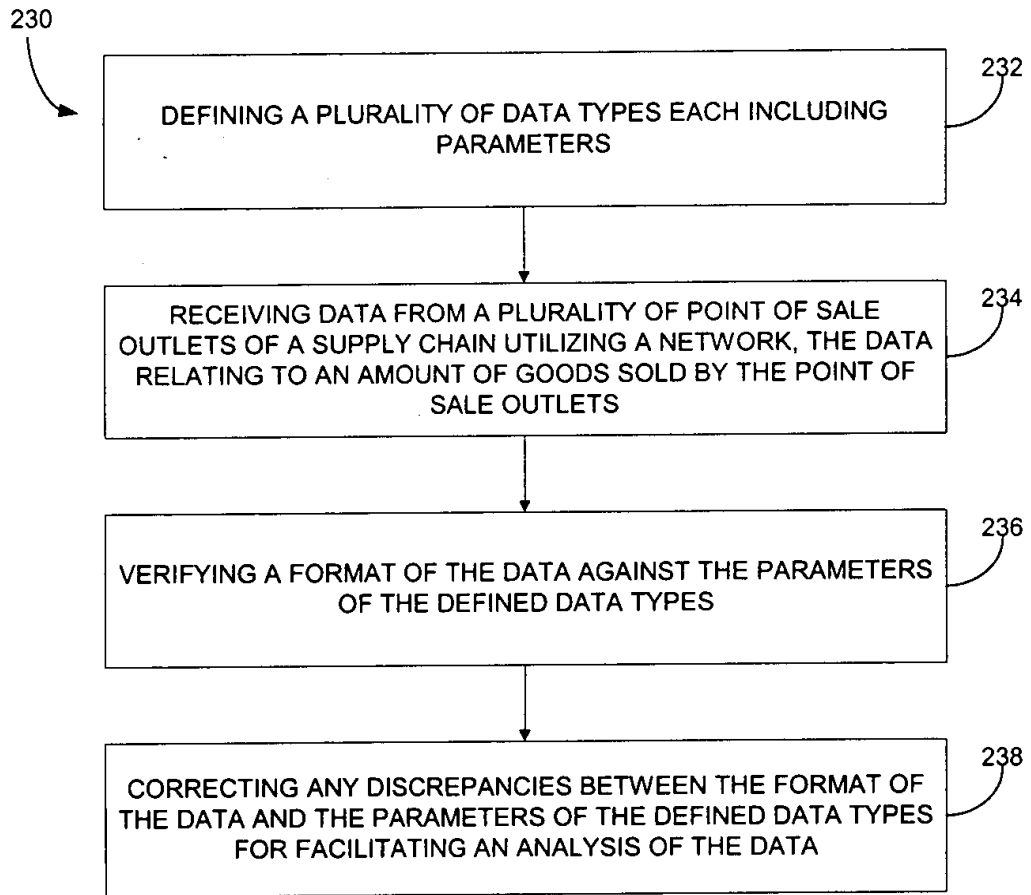 230
232
DEFINING A PLURALITY OF DATA TYPES EACH INCLUDING
PARAMETERS
234
RECEIVING DATA FROM A PLURALITY OF POINT OF SALE
OUTLETS OF A SUPPLY CHAIN UTILIZING A NETWORK, THE DATA
RELATING TO AN AMOUNT OF GOODS SOLD BY THE POINT OF
SALE OUTLETS
236
VERIFYING A FORMAT OF THE DATA AGAINST THE PARAMETERS
OF THE DEFINED DATA TYPES
238
CORRECTING ANY DISCREPANCIES BETWEEN THE FORMAT OF
THE DATA AND THE PARAMETERS OF THE DEFINED DATA TYPES
FOR FACILITATING AN ANALYSIS OF THE DATA